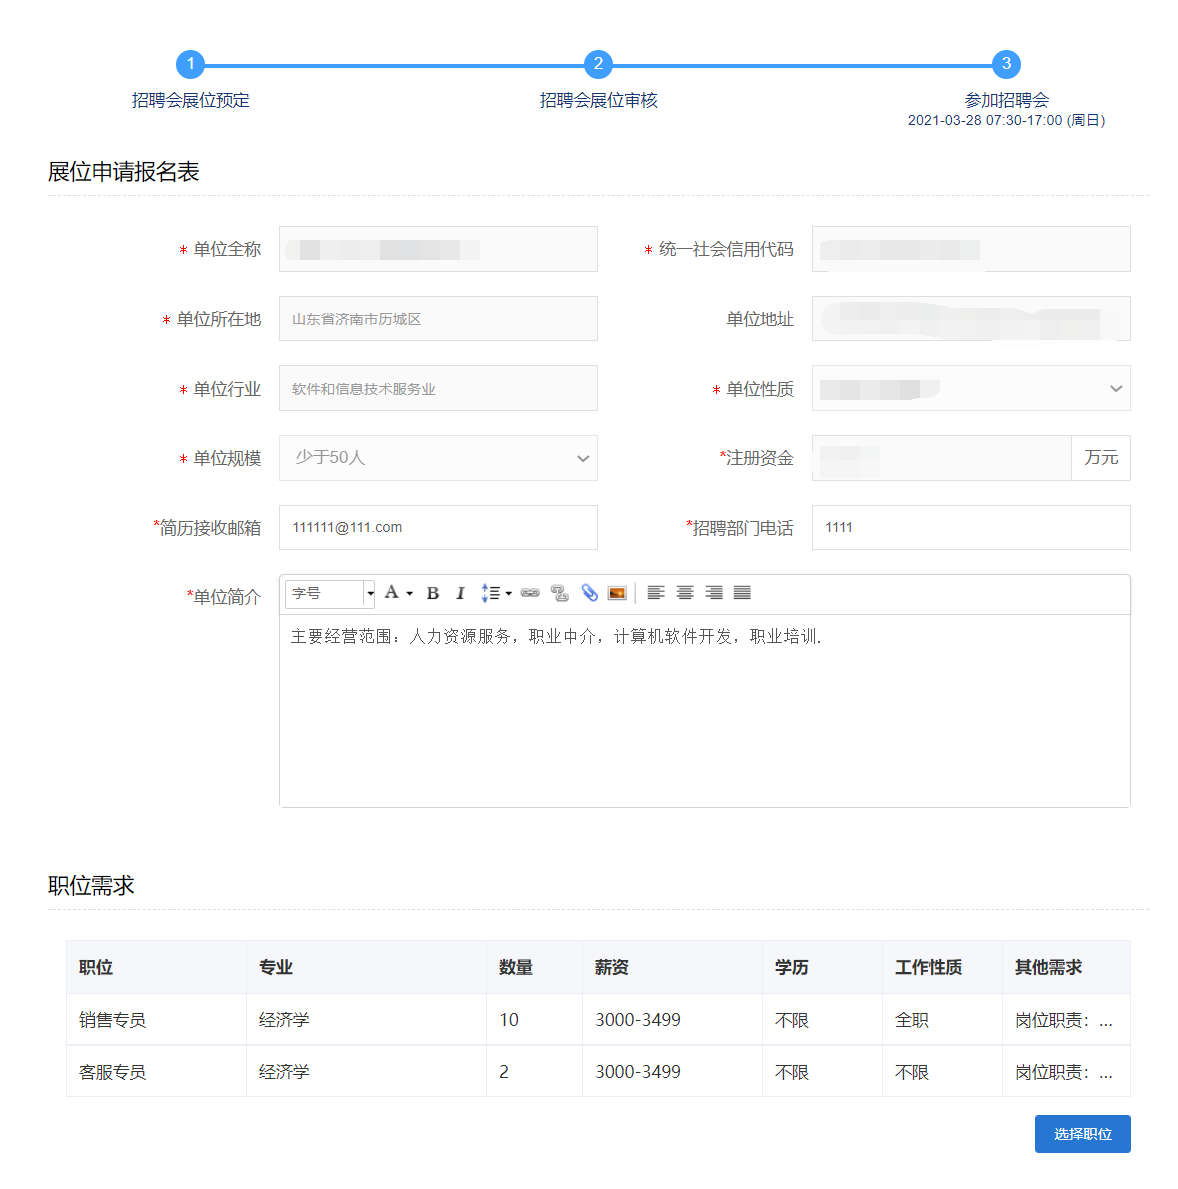 1 2 3
招聘会展位预定 招聘会展位审核 参加招聘会
2021-03-28 07:30-17:00 (周日)
展位申请报名表
* 单位全称 * 统一社会信用代码
* 单位所在地 山东省济南市历城区 单位地址
* 单位行业 软件和信息技术服务业 * 单位性质
* 单位规模 少于50人 *注册资金 万元
*简历接收邮箱 111111@111.com *招聘部门电话 1111
*单位简介 字号 A B I
主要经营范围：人力资源服务，职业中介，计算机软件开发，职业培训.
职位需求
职位 专业 数量 薪资 学历 工作性质 其他需求
销售专员 经济学 10 3000-3499 不限 全职 岗位职责：...
客服专员 经济学 2 3000-3499 不限 不限 岗位职责：...
选择职位